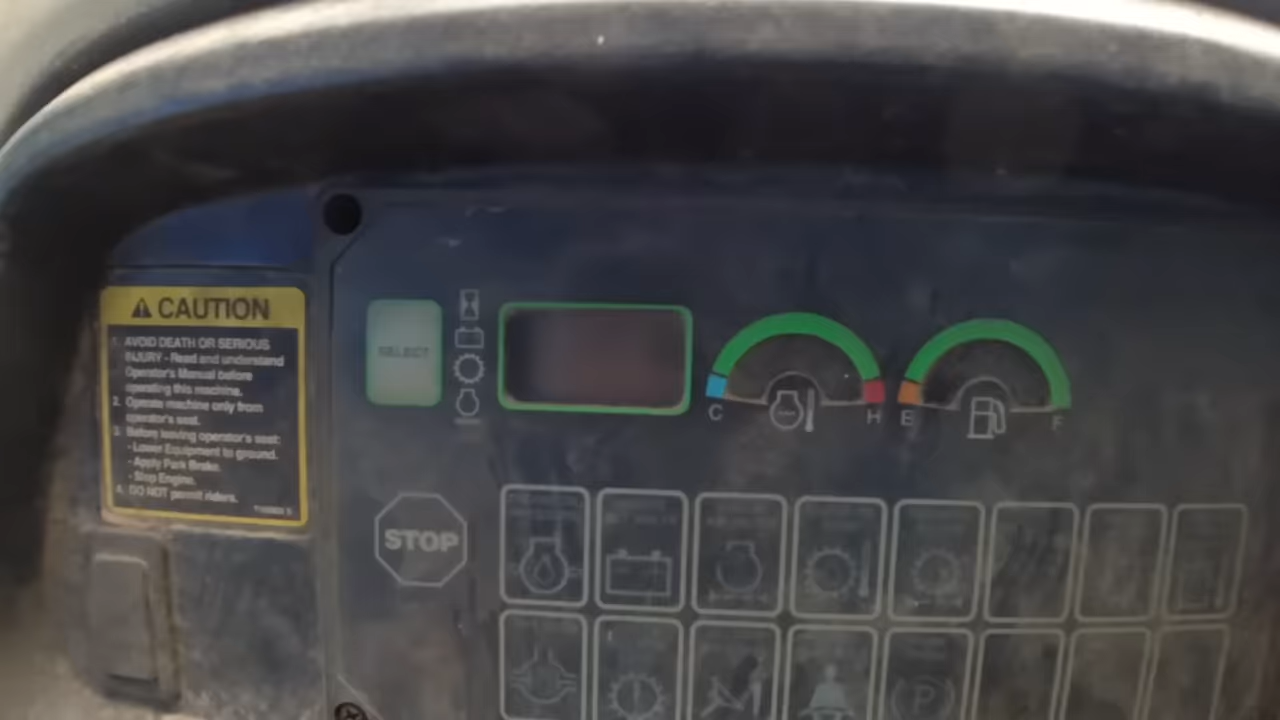 CAUTION
1. AVOID DEATH OR SERIOUS
INJURY - Read and understand
Operator's Manual before
operating this machine.
2. Operate machine only from
operator's seat.
3. Before leaving operator's seat:
- Lower Equipment to ground.
- Apply Park Brake.
- Stop Engine.
4. DO NOT permit riders.
SELECT
C H E F
STOP
P